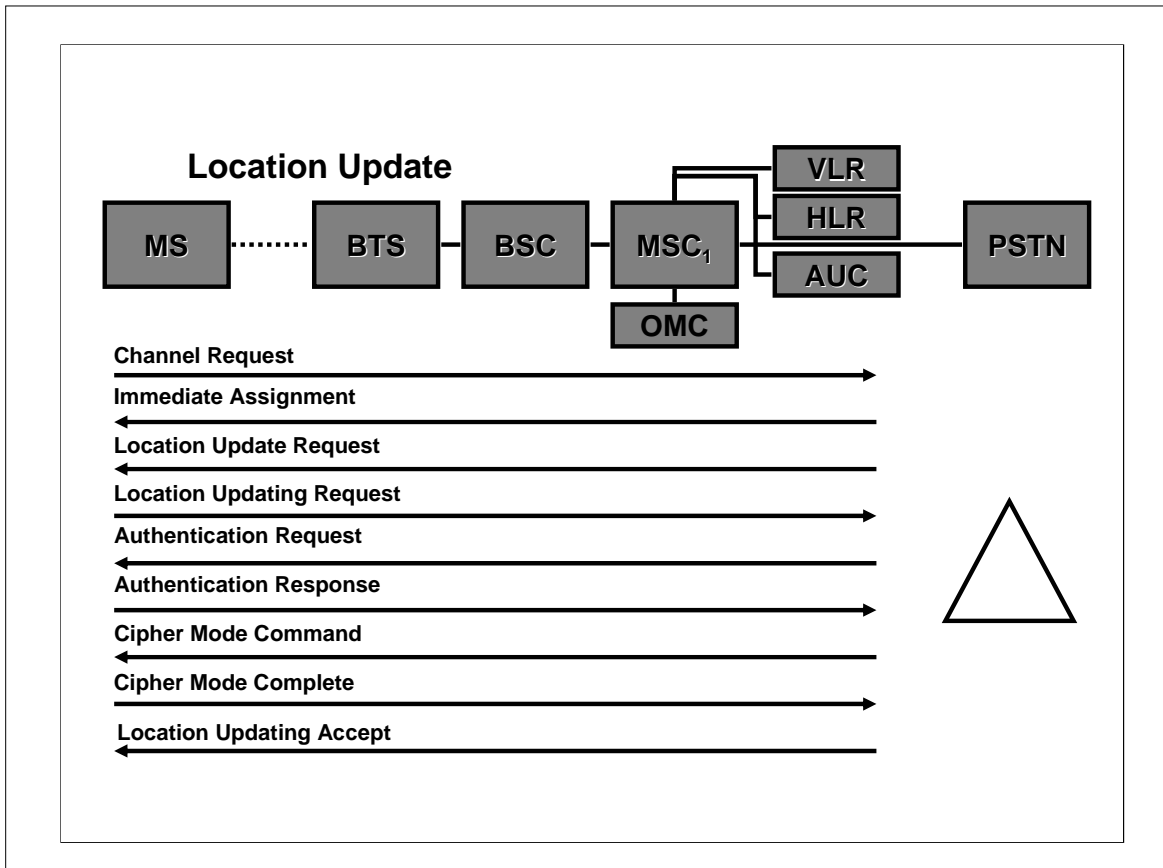 Location Update
VLR
HLR
AUC
MS
BTS
BSC
MSC1
PSTN
OMC
Channel Request
Immediate Assignment
Location Update Request
Location Updating Request
Authentication Request
Authentication Response
Cipher Mode Command
Cipher Mode Complete
Location Updating Accept